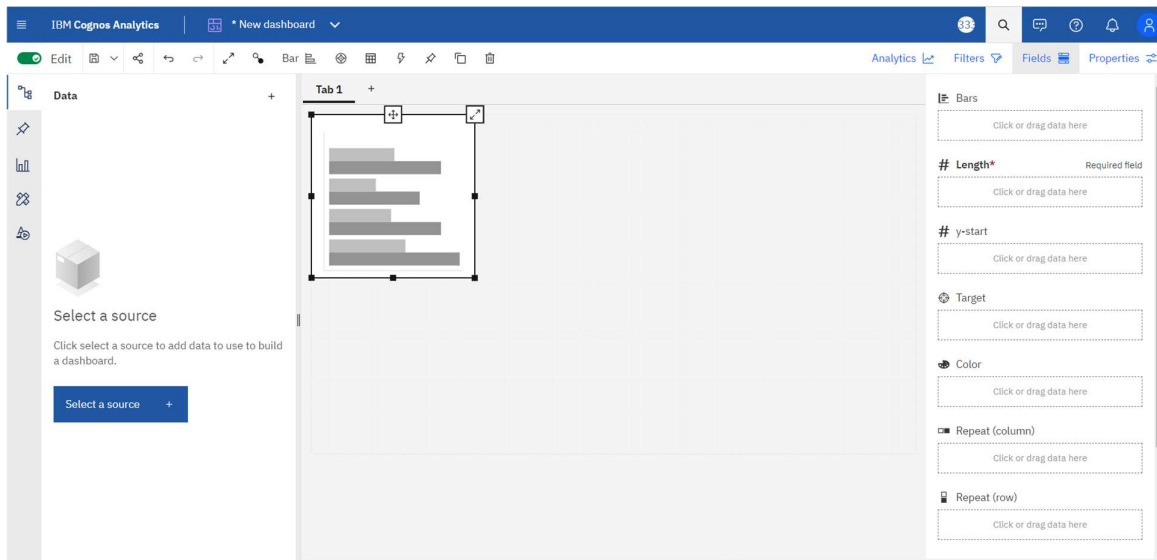 IBM Cognos Analytics
* New dashboard
333
Edit
Bar
Analytics
Filters
Fields
Properties
Data
+
Tab 1
+
Select a source
Click select a source to add data to use to build
a dashboard.
Select a source +
Bars
Click or drag data here
# Length* Required field
Click or drag data here
# y-start
Click or drag data here
Target
Click or drag data here
Color
Click or drag data here
Repeat (column)
Click or drag data here
Repeat (row)
Click or drag data here